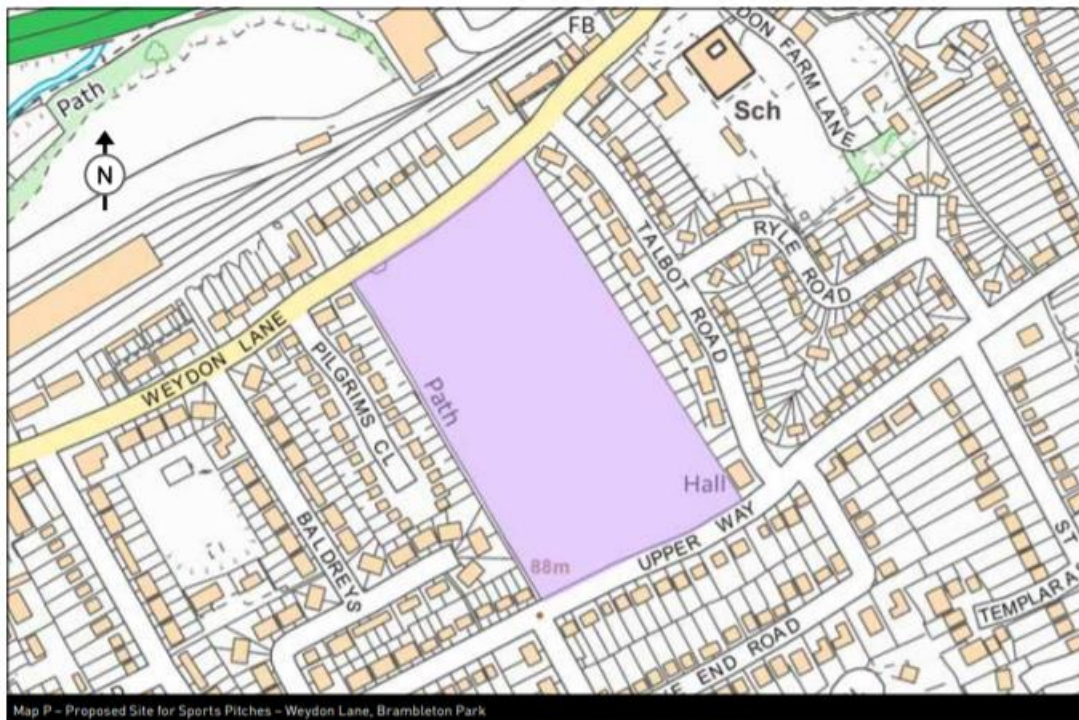 FB
DON FARM LANE
Path
Sch
N
RYLE ROAD
TALBOT ROAD
WEYDON LANE
PILGRIMS CL
Path
Hall
UPPER WAY
BALDREYS
88m
ST
TEMPLAR A
END ROAD
Map P – Proposed Site for Sports Pitches – Weydon Lane, Brambleton Park